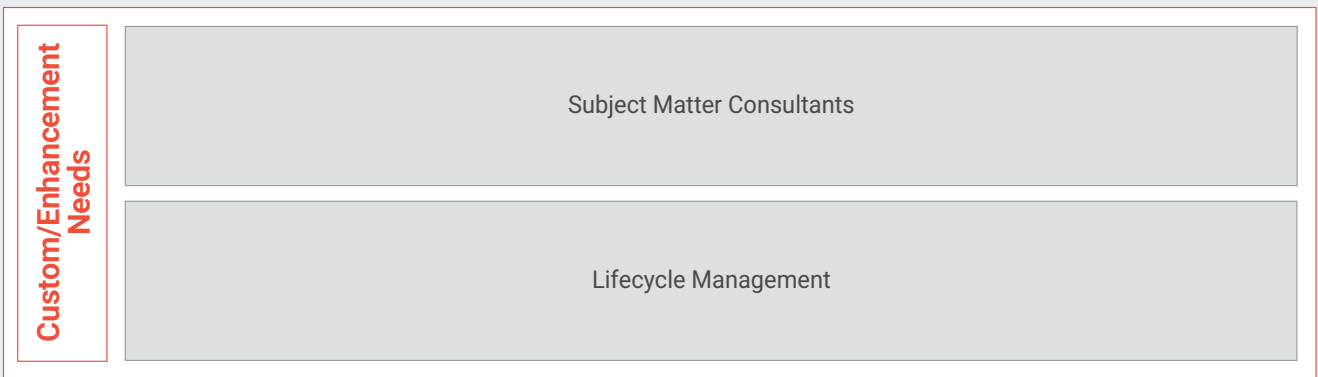 Custom/Enhancement
Needs
Subject Matter Consultants
Lifecycle Management